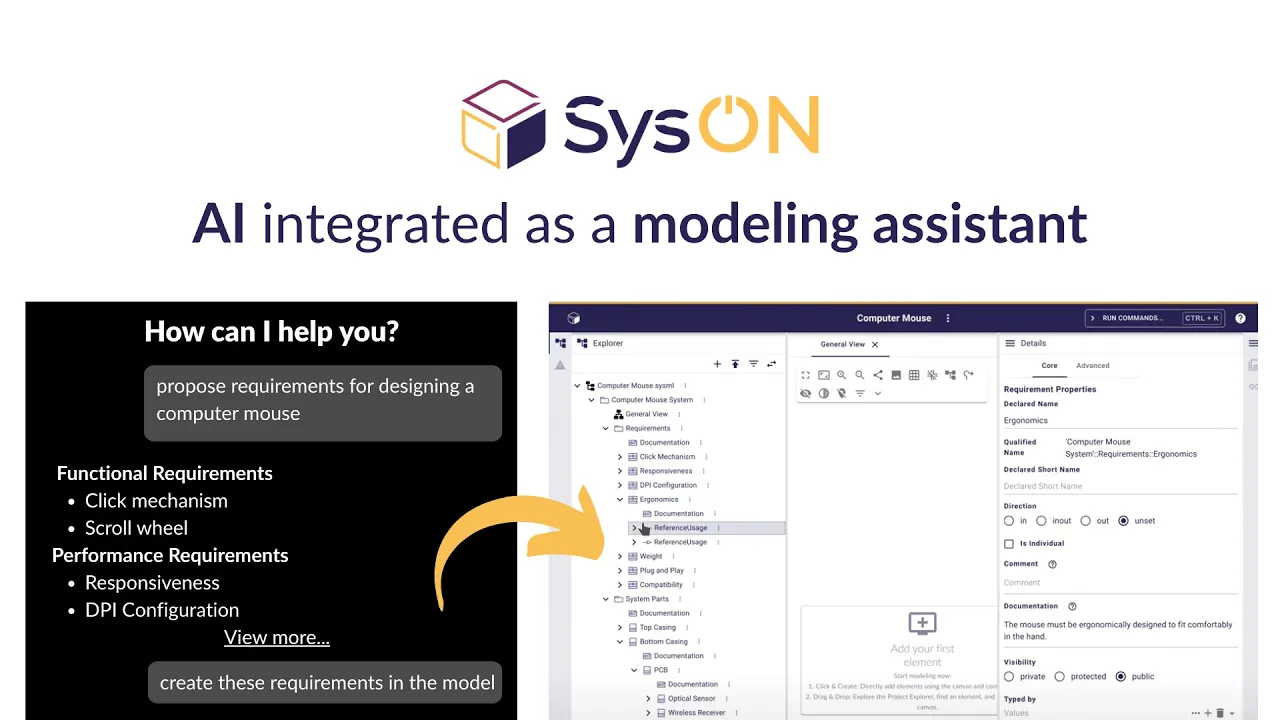 SysON
AI integrated as a modeling assistant
How can I help you?
propose requirements for designing a
computer mouse
Functional Requirements
• Click mechanism
• Scroll wheel
Performance Requirements
• Responsiveness
• DPI Configuration
View more...
create these requirements in the model
Computer Mouse
RUN COMMANDS...
CTRL + K
Explorer
Computer Mouse.sysml
Computer Mouse System
General View
Requirements
Documentation
Click Mechanism
Responsiveness
DPI Configuration
Ergonomics
Documentation
ReferenceUsage
ReferenceUsage
Weight
Plug and Play
Compatibility
System Parts
Documentation
Top Casing
Bottom Casing
Documentation
PCB
Documentation
Optical Sensor
Wireless Receiver
General View
Add your first
element
Start modeling now:
1. Click & Create: Directly add elements using the canvas and
2. Drag & Drop: Explore the Project Explorer, find an element, and
canvas.
Details
Core Advanced
Requirement Properties
Declared Name
Ergonomics
Qualified 'Computer Mouse
Name System'::Requirements::Ergonomics
Declared Short Name
Declared Short Name
Direction
in inout out unset
Is Individual
Comment
Comment
Documentation
The mouse must be ergonomically designed to fit comfortably
in the hand.
Visibility
private protected public
Typed by
Values